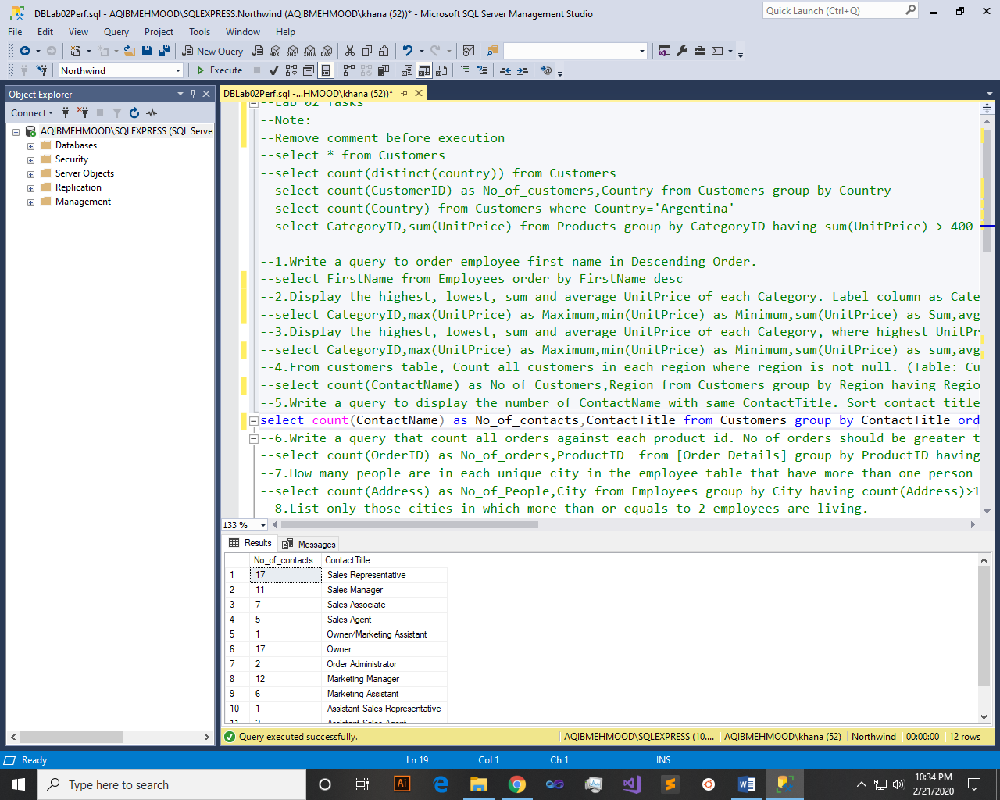 DBLab02Perf.sql - AQIBMEHMOOD\SQLEXPRESS.Northwind (AQIBMEHMOOD\khana (52))* - Microsoft SQL Server Management Studio
Quick Launch (Ctrl+Q)
File Edit View Query Project Tools Window Help
New Query
MDX DMX XMLA DAX
Northwind
Execute
Object Explorer
DBLab02Perf.sql -...HMOOD\khana (52))*
Connect
AQIBMEHMOOD\SQLEXPRESS (SQL Serve
Databases
Security
Server Objects
Replication
Management
--Lab 02 Tasks
--Note:
--Remove comment before execution
--select * from Customers
--select count(distinct(country)) from Customers
--select count(CustomerID) as No_of_customers,Country from Customers group by Country
--select count(Country) from Customers where Country='Argentina'
--select CategoryID,sum(UnitPrice) from Products group by CategoryID having sum(UnitPrice) > 400
--1.Write a query to order employee first name in Descending Order.
--select FirstName from Employees order by FirstName desc
--2.Display the highest, lowest, sum and average UnitPrice of each Category. Label column as Cate
--select CategoryID,max(UnitPrice) as Maximum,min(UnitPrice) as Minimum,sum(UnitPrice) as Sum,avg
--3.Display the highest, lowest, sum and average UnitPrice of each Category, where highest UnitPr
--select CategoryID,max(UnitPrice) as Maximum,min(UnitPrice) as Minimum,sum(UnitPrice) as sum,avg
--4.From customers table, Count all customers in each region where region is not null. (Table: Cu
--select count(ContactName) as No_of_Customers,Region from Customers group by Region having Regio
--5.Write a query to display the number of ContactName with same ContactTitle. Sort contact title
select count(ContactName) as No_of_contacts,ContactTitle from Customers group by ContactTitle ord
--6.Write a query that count all orders against each product id. No of orders should be greater t
--select count(OrderID) as No_of_orders,ProductID  from [Order Details] group by ProductID having
--7.How many people are in each unique city in the employee table that have more than one person
--select count(Address) as No_of_People,City from Employees group by City having count(Address)>1
--8.List only those cities in which more than or equals to 2 employees are living.
133 %
Results Messages
No_of_contacts ContactTitle
1 17 Sales Representative
2 11 Sales Manager
3 7 Sales Associate
4 5 Sales Agent
5 1 Owner/Marketing Assistant
6 17 Owner
7 2 Order Administrator
8 12 Marketing Manager
9 6 Marketing Assistant
10 1 Assistant Sales Representative
11 2 Assistant Sales Agent
Query executed successfully.
AQIBMEHMOOD\SQLEXPRESS (10.... AQIBMEHMOOD\khana (52) Northwind 00:00:00 12 rows
Ready Ln 19 Col 1 Ch 1 INS
Type here to search
Ai
10:34 PM
2/21/2020